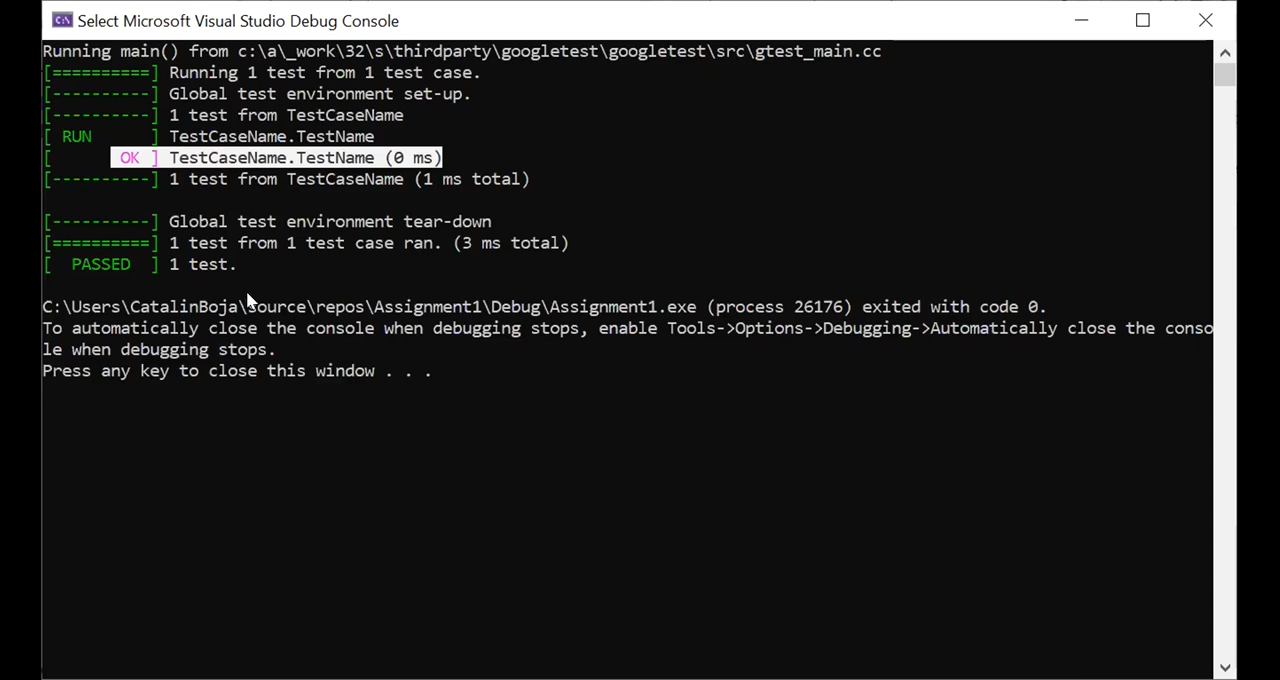 Select Microsoft Visual Studio Debug Console
Running main() from c:\a\_work\32\s\thirdparty\googletest\googletest\src\gtest_main.cc
[==========] Running 1 test from 1 test case.
[----------] Global test environment set-up.
[----------] 1 test from TestCaseName
[ RUN      ] TestCaseName.TestName
[       OK ] TestCaseName.TestName (0 ms)
[----------] 1 test from TestCaseName (1 ms total)
[----------] Global test environment tear-down
[==========] 1 test from 1 test case ran. (3 ms total)
[  PASSED  ] 1 test.
C:\Users\CatalinBoja\source\repos\Assignment1\Debug\Assignment1.exe (process 26176) exited with code 0.
To automatically close the console when debugging stops, enable Tools->Options->Debugging->Automatically close the conso
le when debugging stops.
Press any key to close this window . . .